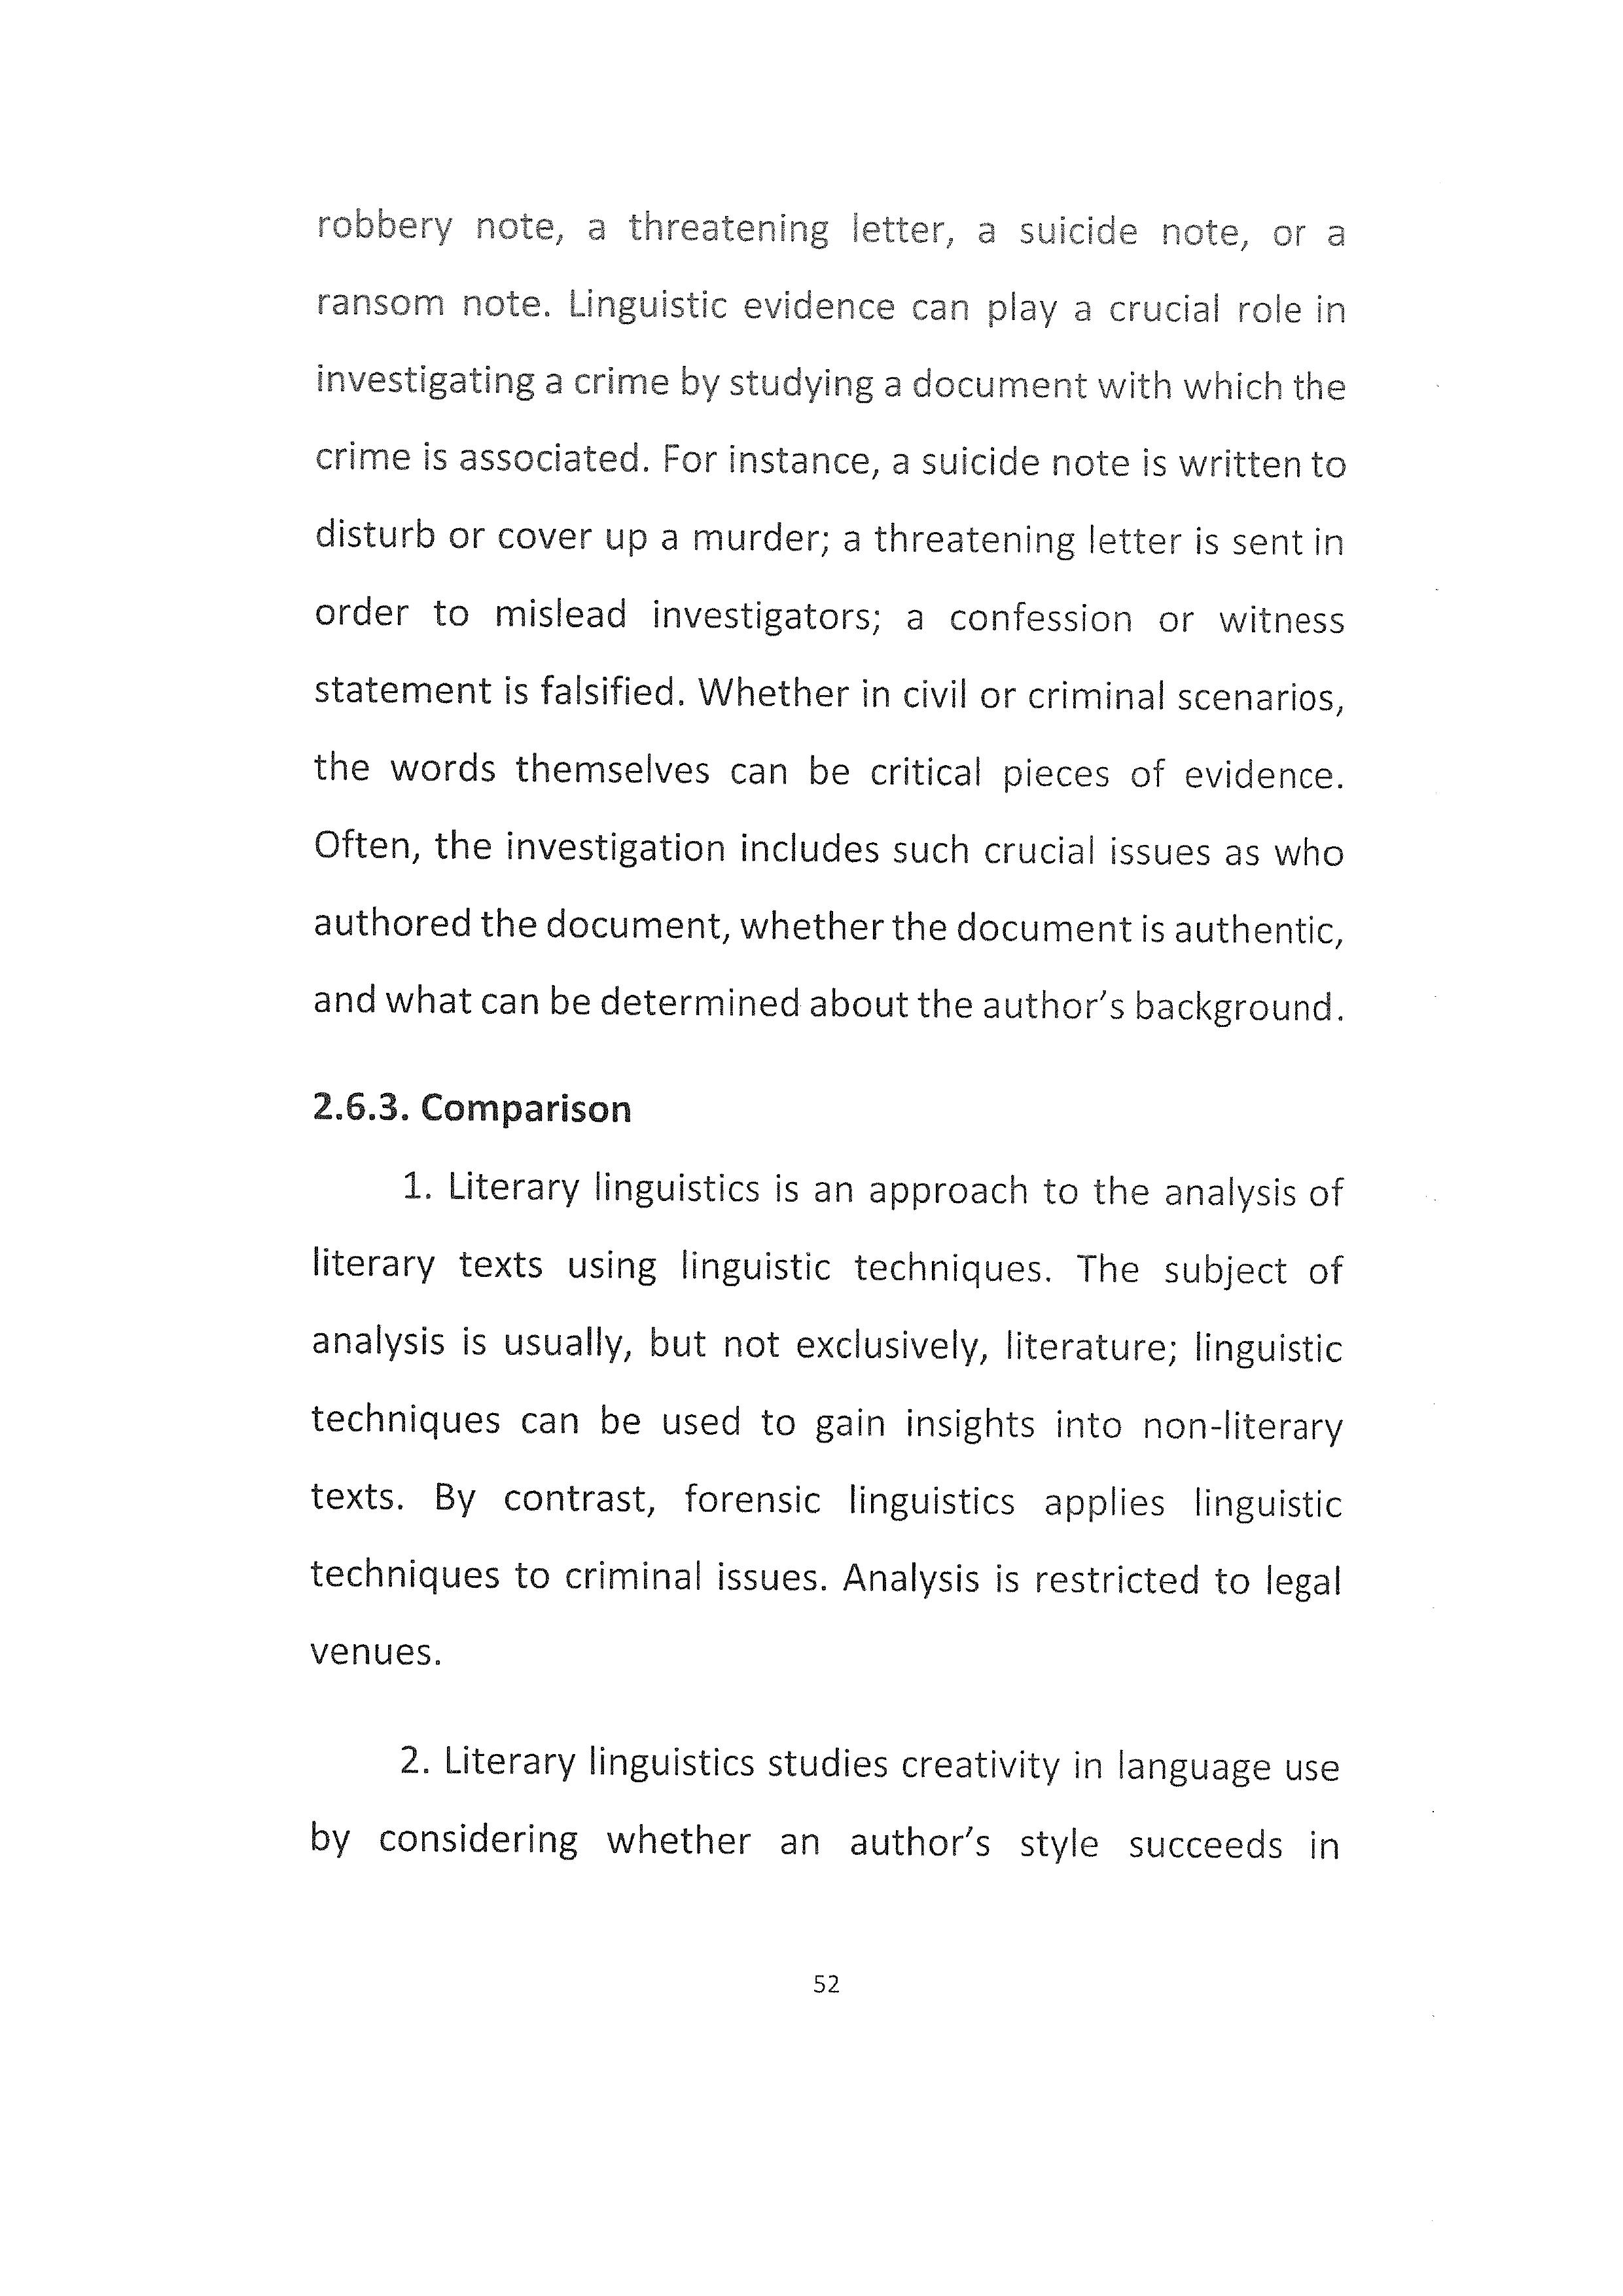 robbery note, a threatening letter, a suicide note, or a
ransom note. Linguistic evidence can play a crucial role in
investigating a crime by studying a document with which the
crime is associated. For instance, a suicide note is written to
disturb or cover up a murder; a threatening letter is sent in
order to mislead investigators; a confession or witness
statement is falsified. Whether in civil or criminal scenarios,
the words themselves can be critical pieces of evidence.
Often, the investigation includes such crucial issues as who
authored the document, whether the document is authentic,
and what can be determined about the author’s background.
2.6.3. Comparison
1. Literary linguistics is an approach to the analysis of
literary texts using linguistic techniques. The subject of
analysis is usually, but not exclusively, literature; linguistic
techniques can be used to gain insights into non-literary
texts. By contrast, forensic linguistics applies linguistic
techniques to criminal issues. Analysis is restricted to legal
venues.
2. Literary linguistics studies creativity in language use
by considering whether an author’s style succeeds in
52